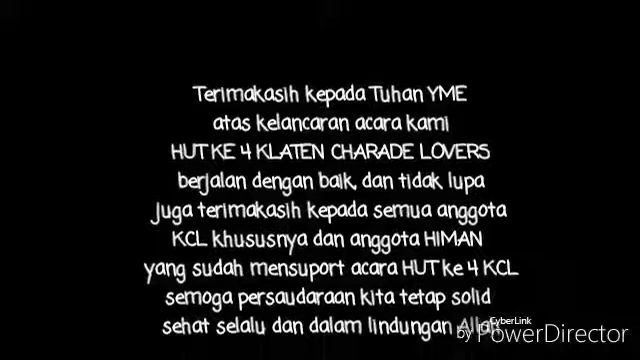 Terimakasih kepada Tuhan YME
atas kelancaran acara kami
HUT KE 4 KLATEN CHARADE LOVERS
berjalan dengan baik, dan tidak lupa
juga terimakasih kepada semua anggota
KCL khususnya dan anggota HIMAN
yang sudah mensuport acara HUT ke 4 KCL
semoga persaudaraan kita tetap solid
sehat selalu dan dalam lindungan Allah
CyberLink
by PowerDirector